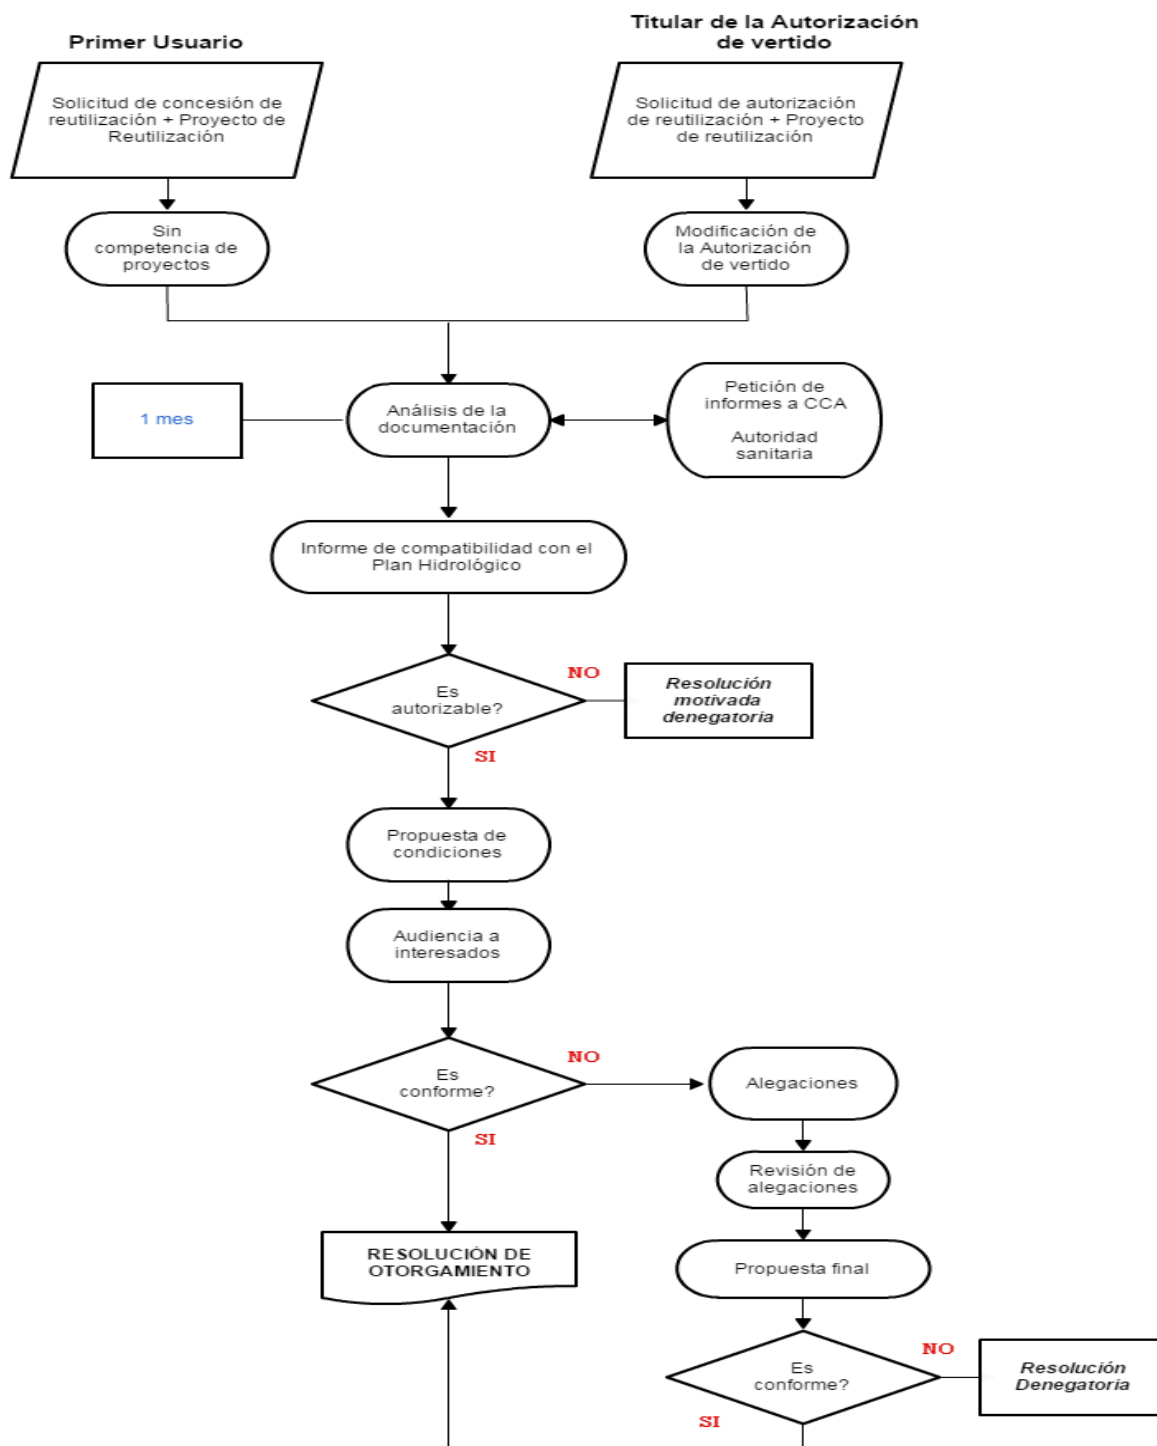 Primer Usuario
Titular de la Autorización
de vertido
Solicitud de concesión de
reutilización + Proyecto de
Reutilización
Solicitud de autorización
de reutilización + Proyecto
de reutilización
Sin
competencia de
proyectos
Modificación de
la Autorización
de vertido
1 mes
Análisis de la
documentación
Petición de
informes a CCA
Autoridad
sanitaria
Informe de compatibilidad con el
Plan Hidrológico
Es
autorizable?
NO
Resolución
motivada
denegatoria
SI
Propuesta de
condiciones
Audiencia a
interesados
Es
conforme?
NO
Alegaciones
SI
Revisión de
alegaciones
RESOLUCIÓN DE
OTORGAMIENTO
Propuesta final
Es
conforme?
NO
Resolución
Denegatoria
SI